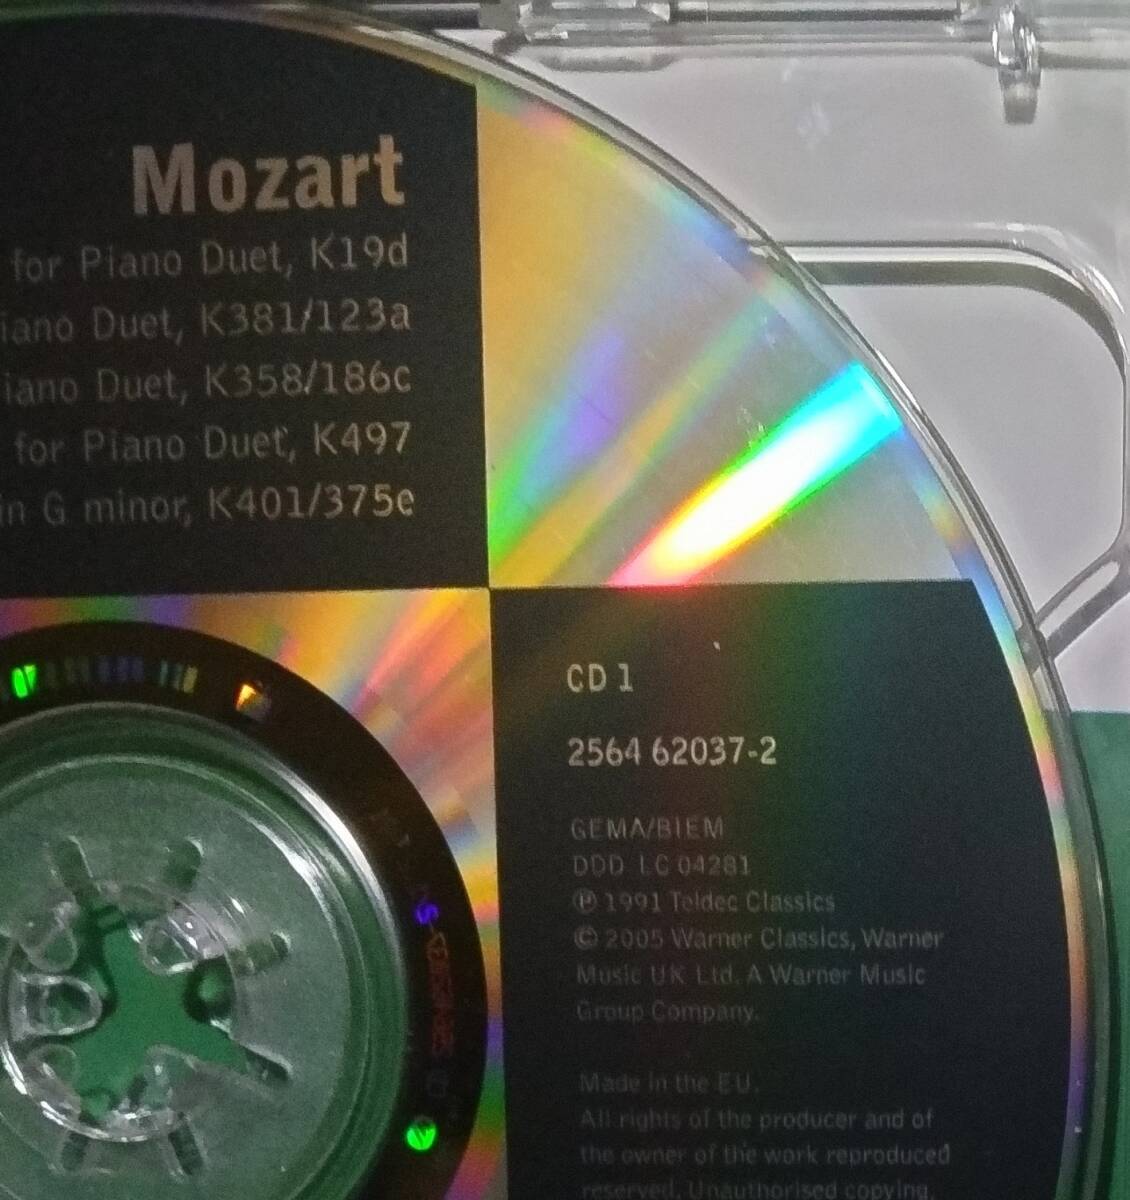 Mozart
for Piano Duet, K19d
iano Duet, K381/123a
iano Duet, K358/186c
for Piano Duet, K497
in G minor, K401/375e
CD 1
2564 62037-2
GEMA/BIEM
DDD LC 04281
℗ 1991 Teldec Classics
© 2005 Warner Classics, Warner
Music UK Ltd. A Warner Music
Group Company.
Made in the EU.
All rights of the producer and of
the owner of the work reproduced
reserved. Unauthorised copying,